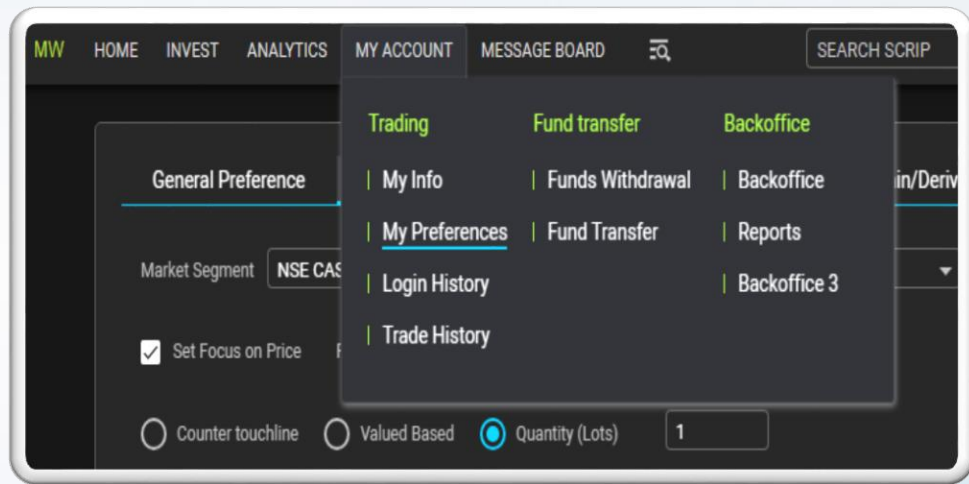 MW HOME INVEST ANALYTICS MY ACCOUNT MESSAGE BOARD SEARCH SCRIP
Trading Fund transfer Backoffice
General Preference My Info Funds Withdrawal Backoffice
My Preferences Fund Transfer Reports
Market Segment NSE Login History Backoffice 3
Set Focus on Price Trade History
Counter touchline Valued Based Quantity (Lots) 1